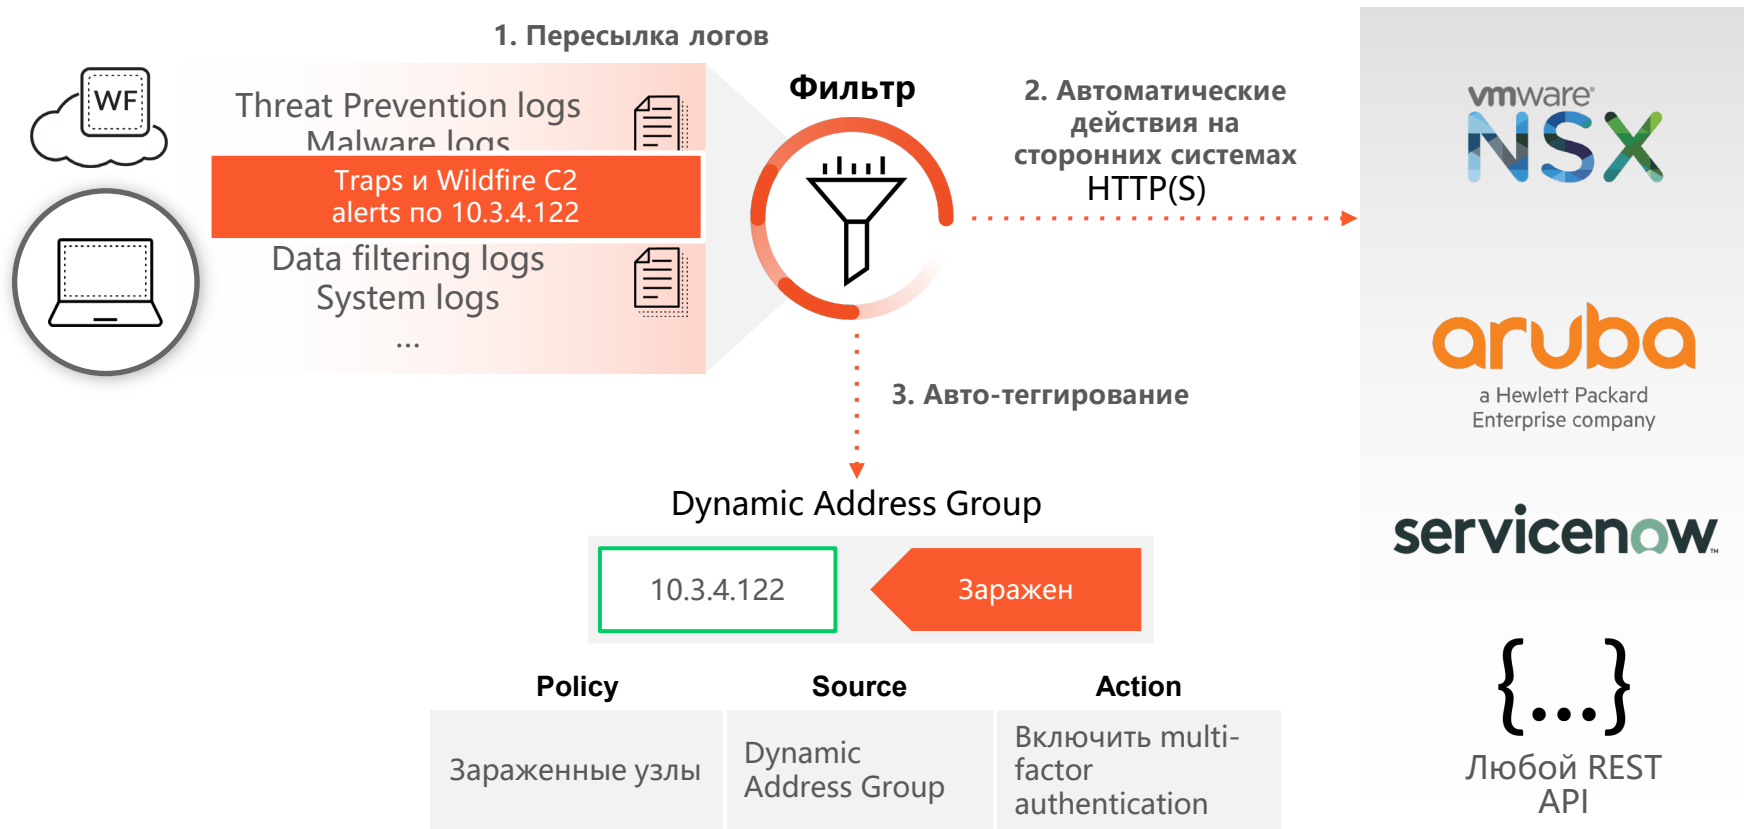 1. Пересылка логов
WF
Threat Prevention logs
Malware logs
Traps и Wildfire C2
alerts по 10.3.4.122
Data filtering logs
System logs
...
Фильтр
2. Автоматические
действия на
сторонних системах
HTTP(S)
3. Авто-теггирование
Dynamic Address Group
10.3.4.122
Заражен
Policy
Source
Action
Зараженные узлы
Dynamic
Address Group
Включить multi-
factor
authentication
vmware®
NSX
aruba
a Hewlett Packard
Enterprise company
servicenow™
{...}
Любой REST
API